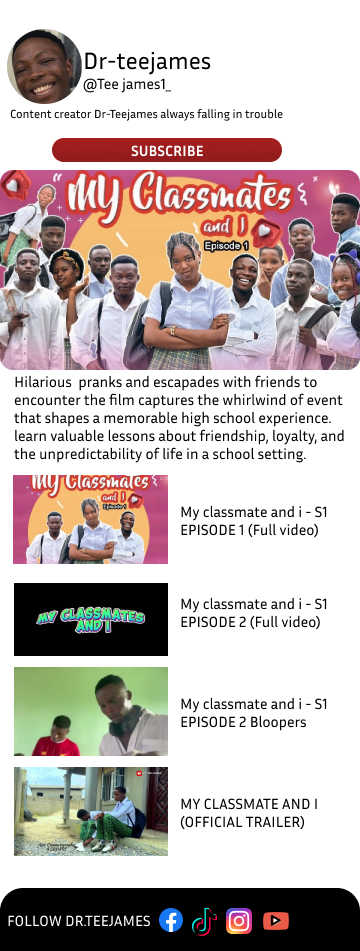 Dr-teejames
@Tee james1_
Content creator Dr-Teejames always falling in trouble
SUBSCRIBE
My Classmates
and I
Episode 1
Hilarious pranks and escapades with friends to
encounter the film captures the whirlwind of event
that shapes a memorable high school experience.
learn valuable lessons about friendship, loyalty, and
the unpredictability of life in a school setting.
My Classmates
and I
Episode 1
My classmate and i - S1
EPISODE 1 (Full video)
MY CLASSMATES
AND I
My classmate and i - S1
EPISODE 2 (Full video)
My classmate and i - S1
EPISODE 2 Bloopers
MY CLASSMATE AND I
(OFFICIAL TRAILER)
FOLLOW DR.TEEJAMES